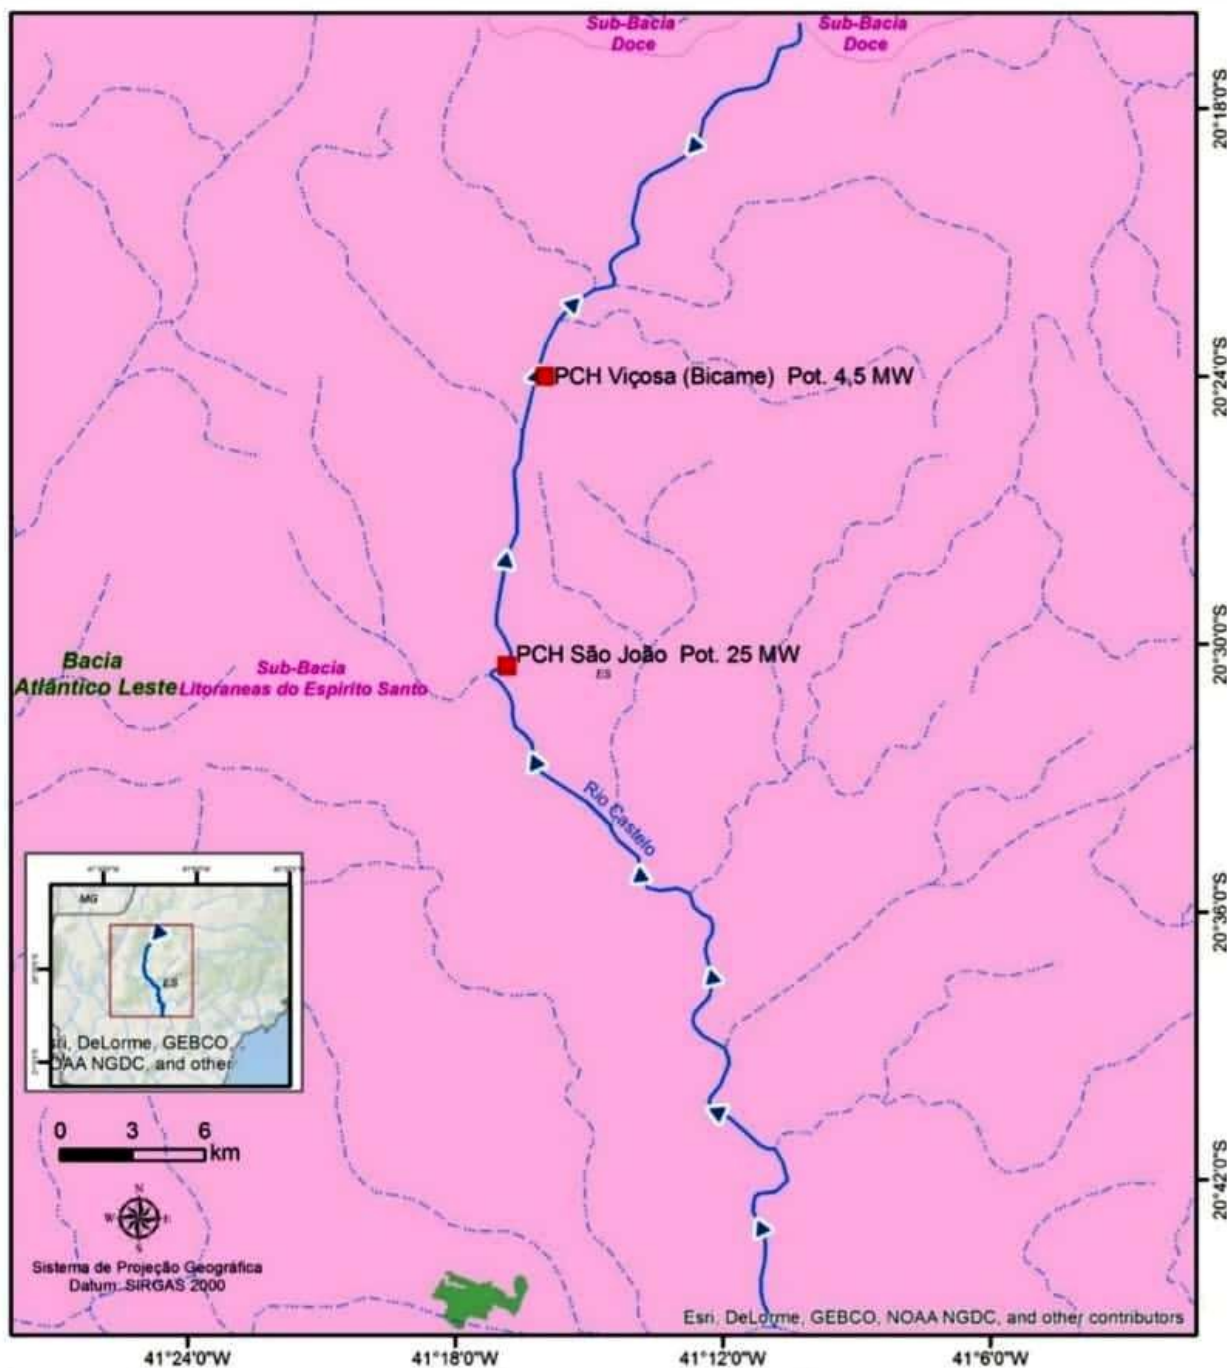 Sub-Bacia
Doce
Sub-Bacia
Doce
20°18'0"S
PCH Viçosa (Bicame) Pot. 4,5 MW
20°24'0"S
20°30'0"S
PCH São João Pot. 25 MW
ES
Bacia
Atlântico Leste
Sub-Bacia
Litoraneas do Espirito Santo
Rio Castelo
20°36'0"S
MG
ES
DeLorme, GEBCO,
NGDC, and other
0 3 6
km
20°42'0"S
N
W E
S
Sistema de Projeção Geográfica
Datum: SIRGAS 2000
Esri, DeLorme, GEBCO, NOAA NGDC, and other contributors
41°24'0"W 41°18'0"W 41°12'0"W 41°6'0"W